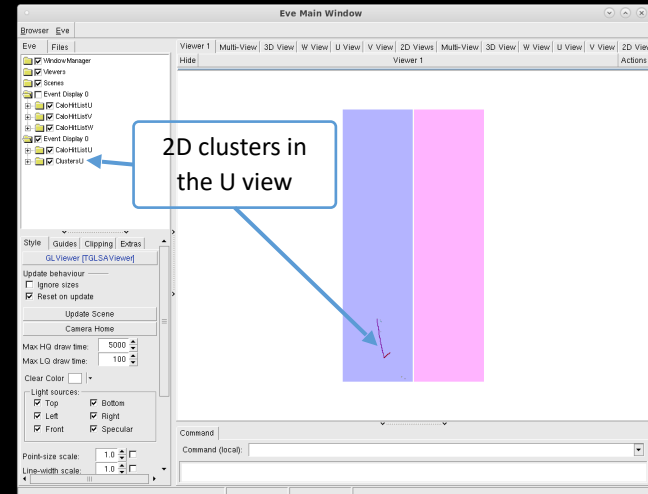 Eve Main Window
Browser Eve
Eve Files
Viewer 1 Multi-View 3D View W View U View V View 2D Views Multi-View 3D View W View U View V View 2D View
Hide Viewer 1 Actions
WindowManager
Viewers
Scenes
Event Display 0
CaloHitListU
CaloHitListV
CaloHitListW
Event Display 0
CaloHitListU
ClustersU
2D clusters in
the U view
Style Guides Clipping Extras
GLViewer [TGLSAViewer]
Update behaviour
Ignore sizes
Reset on update
Update Scene
Camera Home
Max HQ draw time: 5000
Max LQ draw time: 100
Clear Color
Light sources:
Top Bottom
Left Right
Front Specular
Point-size scale: 1.0
Line-width scale: 1.0
Command
Command (local):